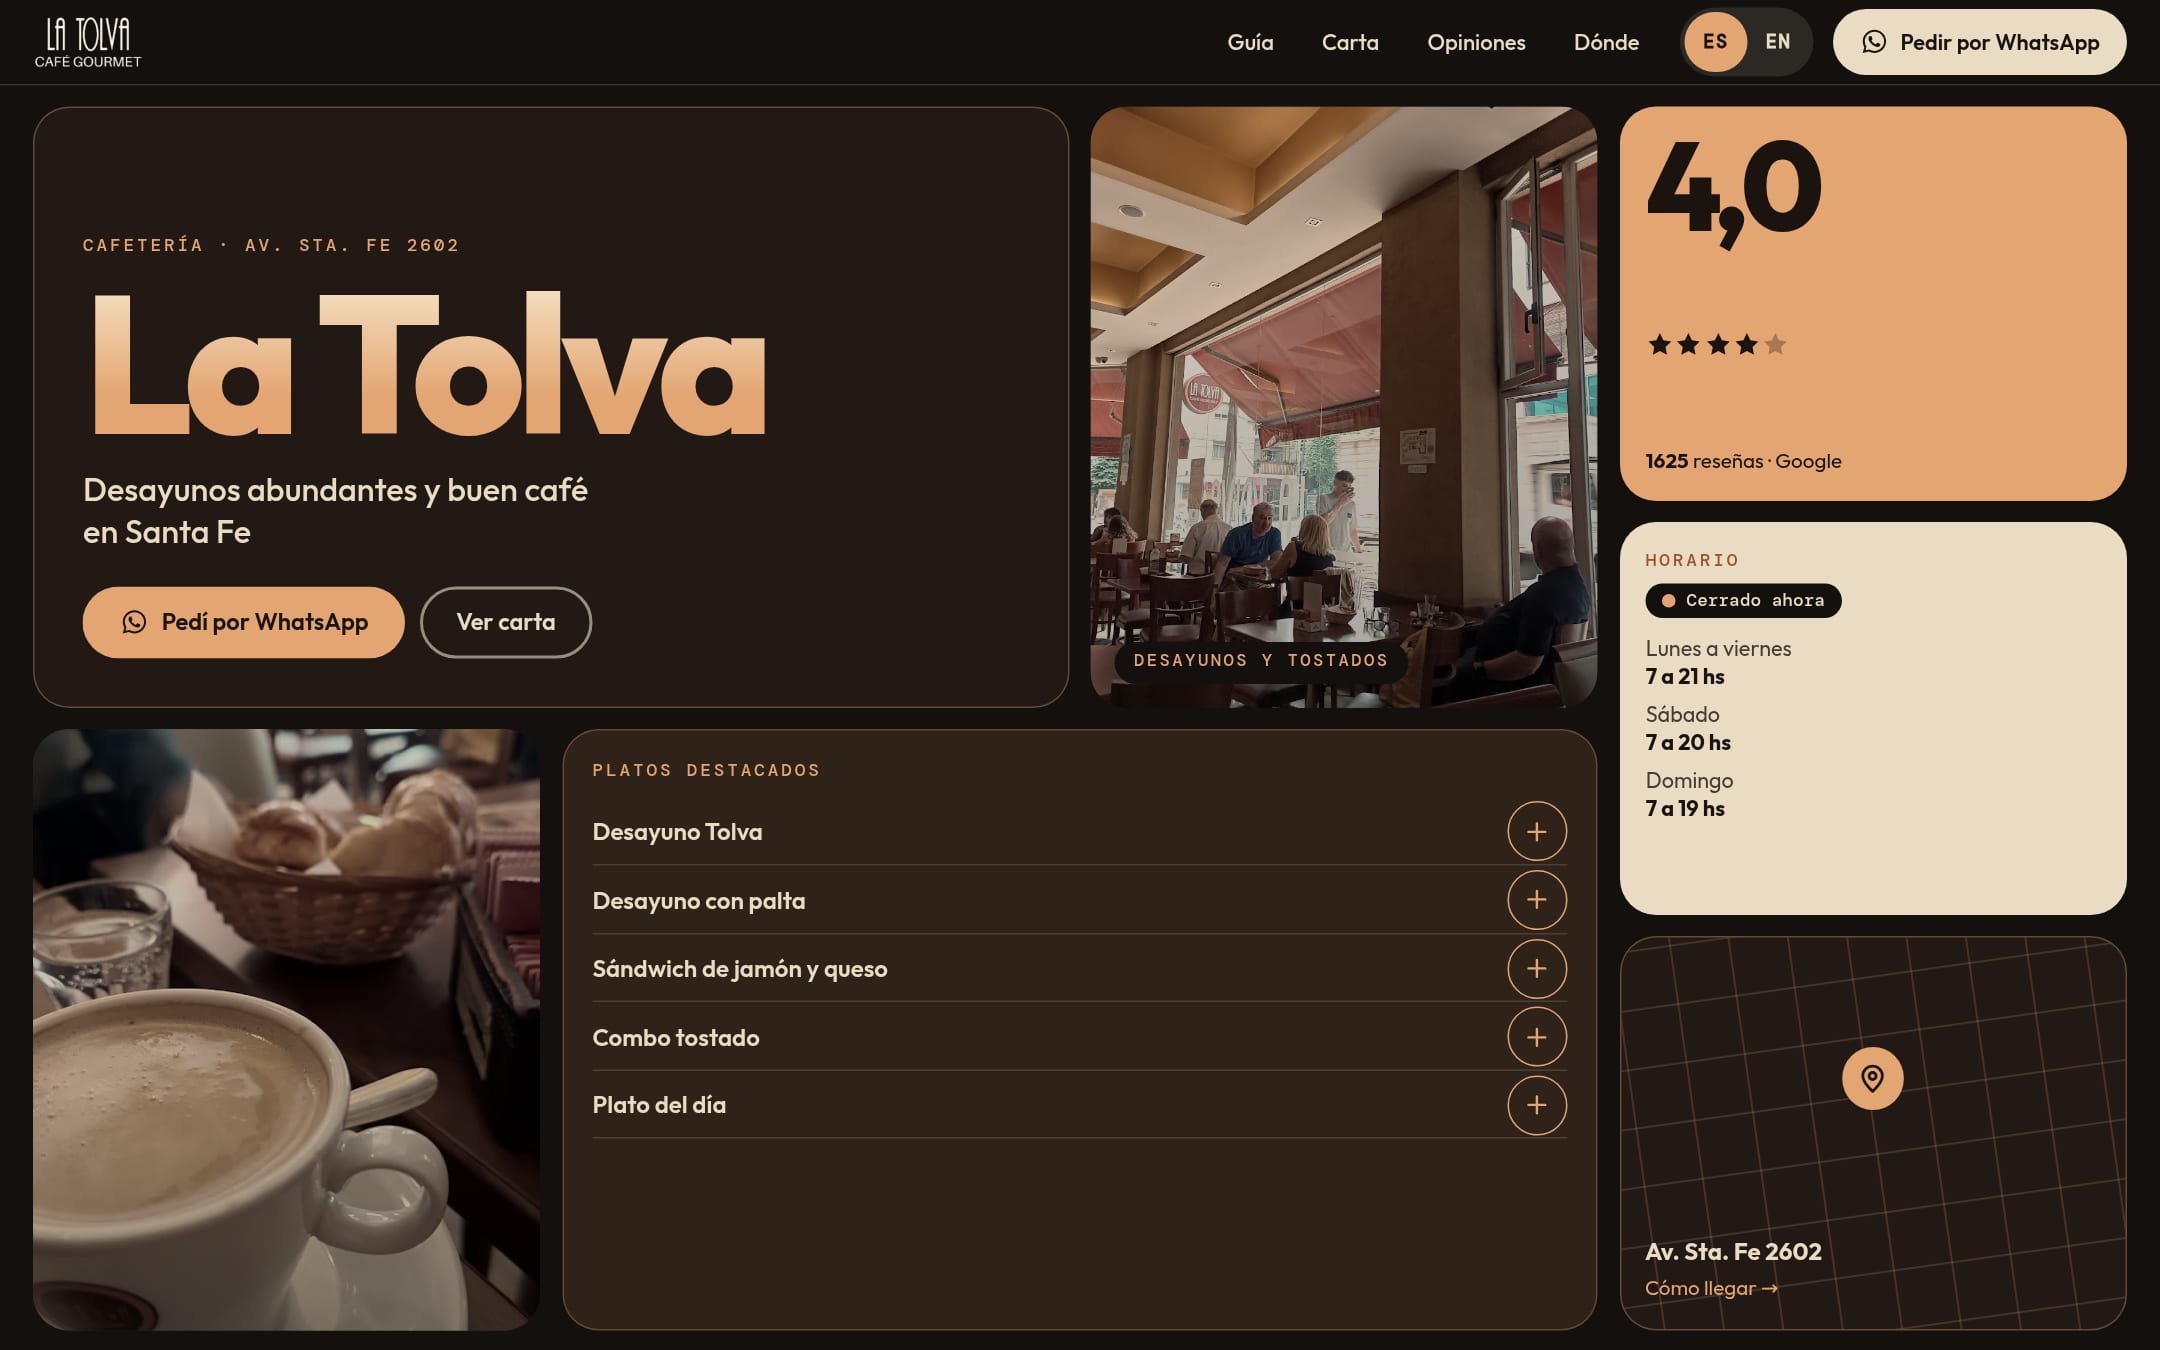 LA TOLVA
CAFÉ GOURMET
Guía
Carta
Opiniones
Dónde
ES
EN
Pedir por WhatsApp
CAFETERÍA · AV. STA. FE 2602
La Tolva
Desayunos abundantes y buen café
en Santa Fe
Pedí por WhatsApp
Ver carta
LA TOLVA
DESAYUNOS Y TOSTADOS
4,0
1625 reseñas · Google
HORARIO
Cerrado ahora
Lunes a viernes
7 a 21 hs
Sábado
7 a 20 hs
Domingo
7 a 19 hs
PLATOS DESTACADOS
Desayuno Tolva
Desayuno con palta
Sándwich de jamón y queso
Combo tostado
Plato del día
Av. Sta. Fe 2602
Cómo llegar →